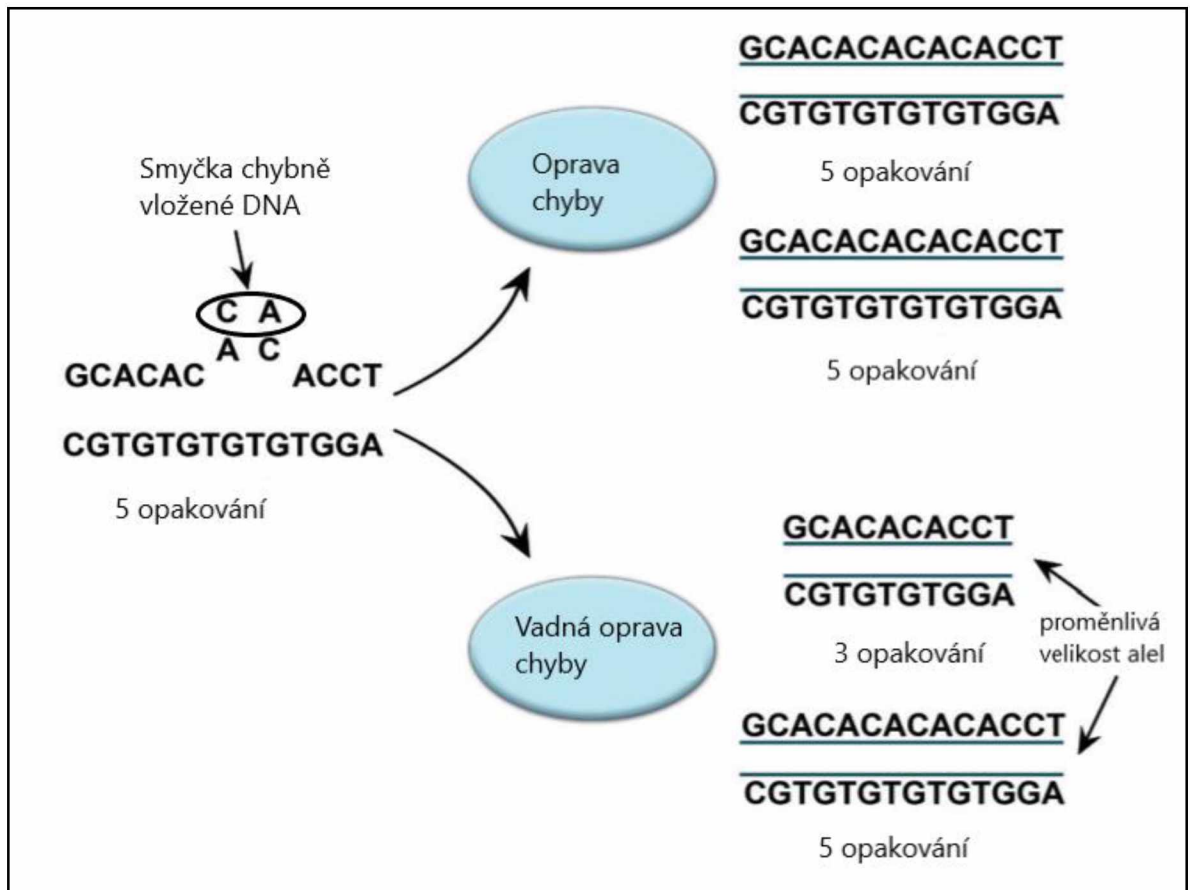 GCACACACACACCT
CGTGTGTGTGTGGA
5 opakování
Oprava
chyby
Smyčka chybně
vložené DNA
GCACACACACACCT
CGTGTGTGTGTGGA
5 opakování
C A
A C
GCACAC ACCT
CGTGTGTGTGTGGA
5 opakování
GCACACACCT
CGTGTGTGGA
3 opakování
proměnlivá
velikost alel
Vadná oprava
chyby
GCACACACACACCT
CGTGTGTGTGTGGA
5 opakování